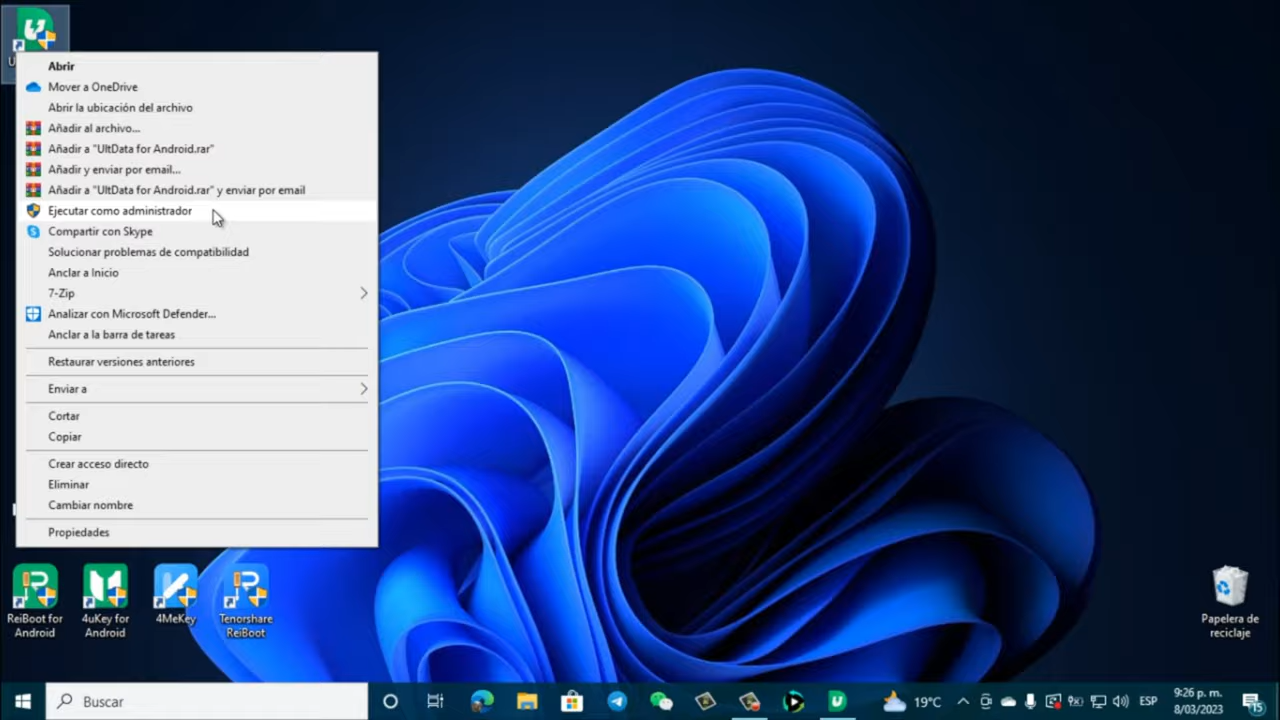 Abrir
Mover a OneDrive
Abrir la ubicación del archivo
Añadir al archivo...
Añadir a "UltData for Android.rar"
Añadir y enviar por email...
Añadir a "UltData for Android.rar" y enviar por email
Ejecutar como administrador
Compartir con Skype
Solucionar problemas de compatibilidad
Anclar a Inicio
7-Zip
Analizar con Microsoft Defender...
Anclar a la barra de tareas
Restaurar versiones anteriores
Enviar a
Cortar
Copiar
Crear acceso directo
Eliminar
Cambiar nombre
Propiedades
ReiBoot for
Android
4uKey for
Android
4MeKey
Tenorshare
ReiBoot
Papelera de
reciclaje
Buscar
19°C
ESP
9:26 p. m.
8/03/2023
15